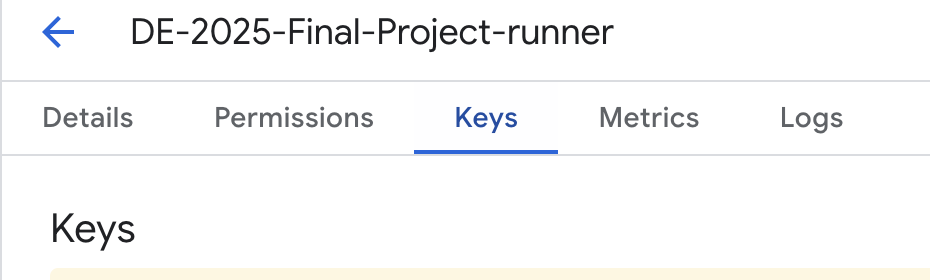 DE-2025-Final-Project-runner
Details Permissions Keys Metrics Logs
Keys